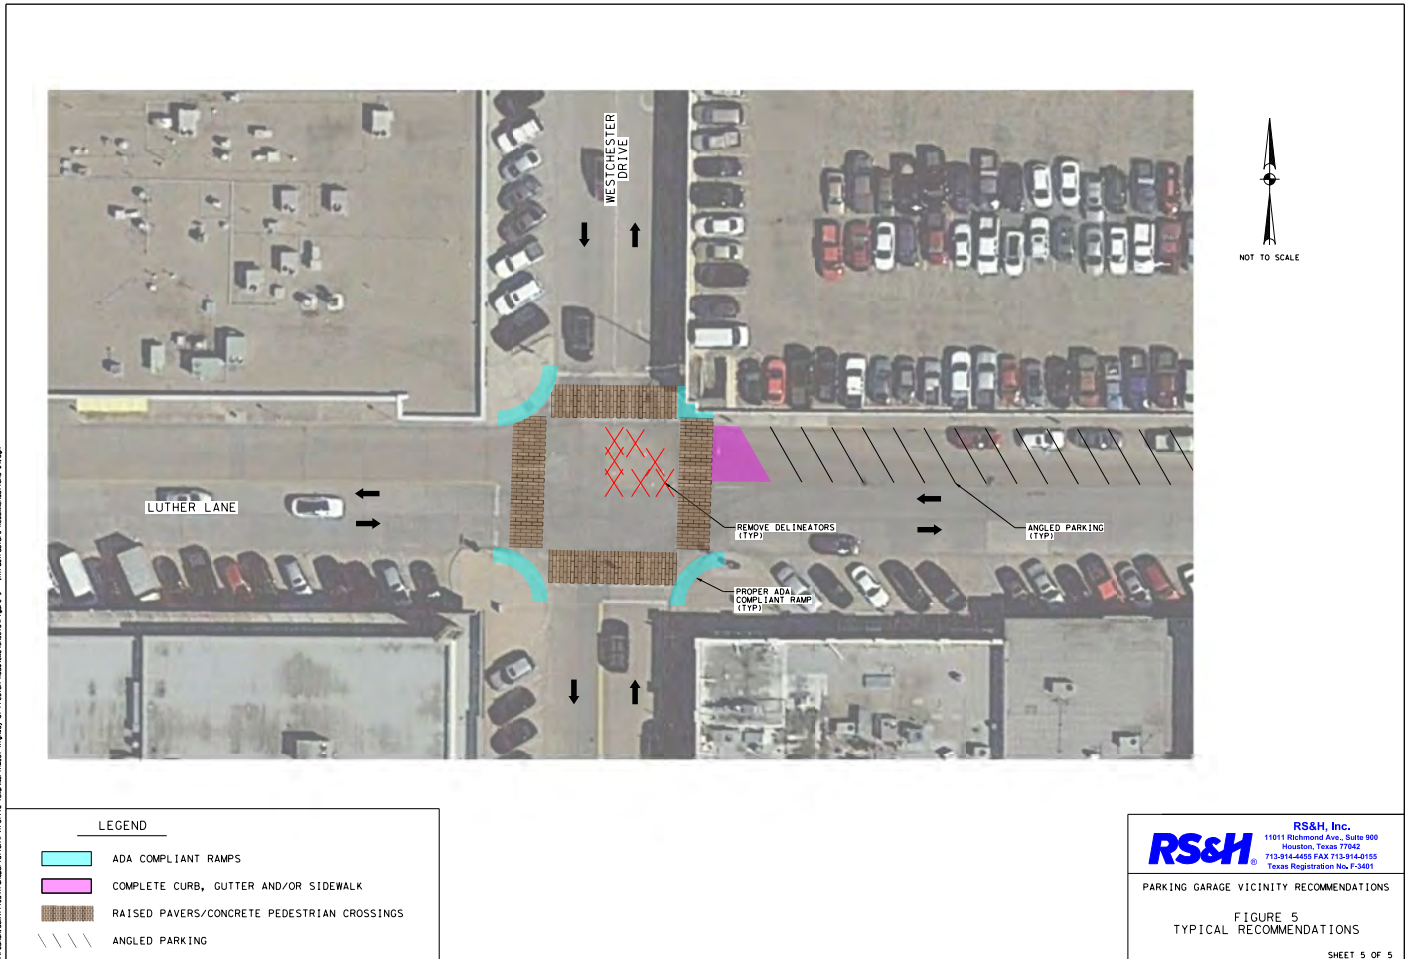 WESTCHESTER
DRIVE
NOT TO SCALE
LUTHER LANE
REMOVE DELINEATORS
(TYP)
ANGLED PARKING
(TYP)
PROPER ADA
COMPLIANT RAMP
(TYP)
LEGEND
ADA COMPLIANT RAMPS
COMPLETE CURB, GUTTER AND/OR SIDEWALK
RAISED PAVERS/CONCRETE PEDESTRIAN CROSSINGS
ANGLED PARKING
RS&H®
RS&H, Inc.
11011 Richmond Ave., Suite 900
Houston, Texas 77042
713-914-4455 FAX 713-914-0155
Texas Registration No. F-3401
PARKING GARAGE VICINITY RECOMMENDATIONS
FIGURE 5
TYPICAL RECOMMENDATIONS
SHEET 5 OF 5